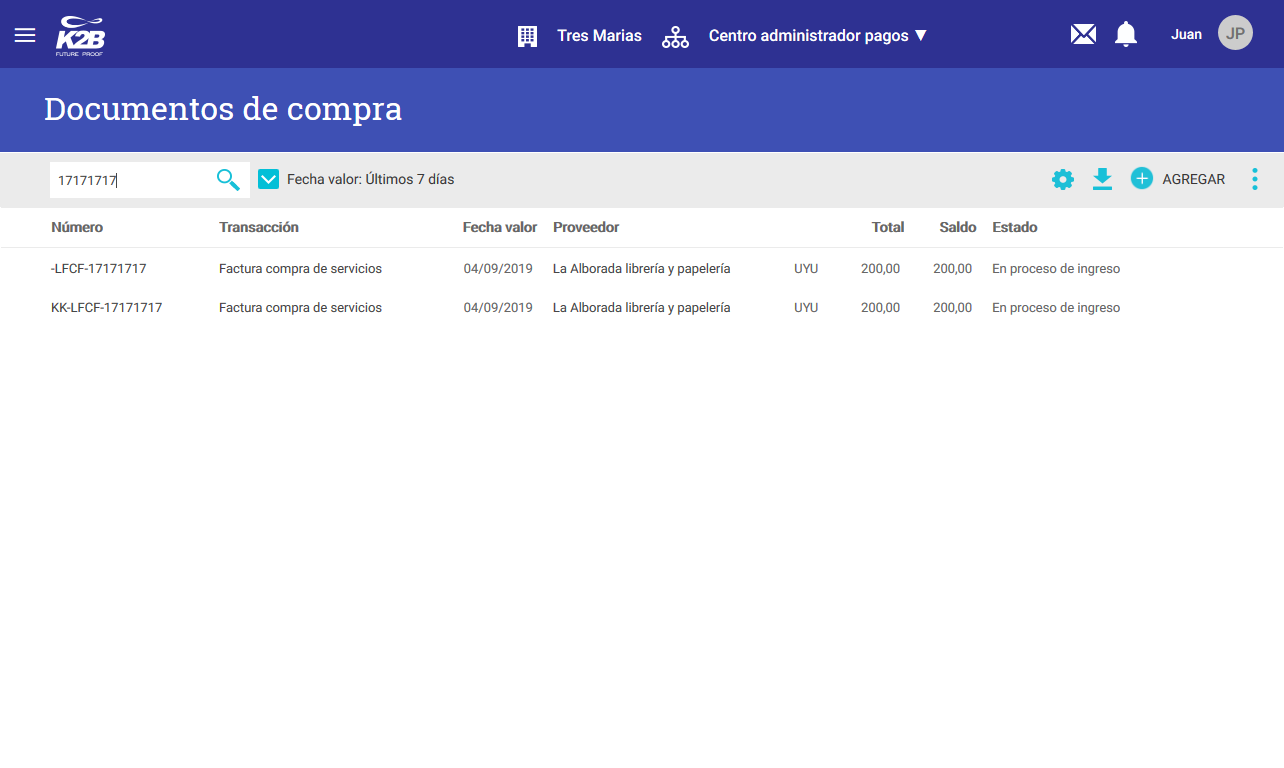 K2B
FUTURE PROOF
Tres Marias
Centro administrador pagos ▼
Juan
JP
Documentos de compra
17171717
Fecha valor: Últimos 7 días
AGREGAR
Número Transacción Fecha valor Proveedor Total Saldo Estado
-LFCF-17171717 Factura compra de servicios 04/09/2019 La Alborada librería y papelería UYU 200,00 200,00 En proceso de ingreso
KK-LFCF-17171717 Factura compra de servicios 04/09/2019 La Alborada librería y papelería UYU 200,00 200,00 En proceso de ingreso